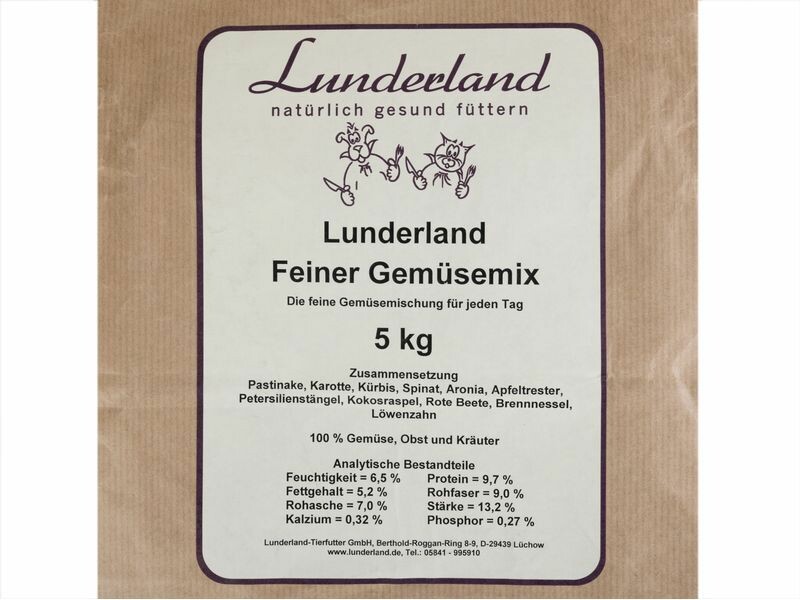 Lunderland
natürlich gesund füttern
Lunderland
Feiner Gemüsemix
Die feine Gemüsemischung für jeden Tag
5 kg
Zusammensetzung
Pastinake, Karotte, Kürbis, Spinat, Aronia, Apfeltrester,
Petersilienstängel, Kokosraspel, Rote Beete, Brennnessel,
Löwenzahn
100 % Gemüse, Obst und Kräuter
Analytische Bestandteile
Feuchtigkeit = 6,5 % Protein = 9,7 %
Fettgehalt = 5,2 % Rohfaser = 9,0 %
Rohasche = 7,0 % Stärke = 13,2 %
Kalzium = 0,32 % Phosphor = 0,27 %
Lunderland-Tierfutter GmbH, Berthold-Roggan-Ring 8-9, D-29439 Lüchow
www.lunderland.de, Tel.: 05841 - 995910